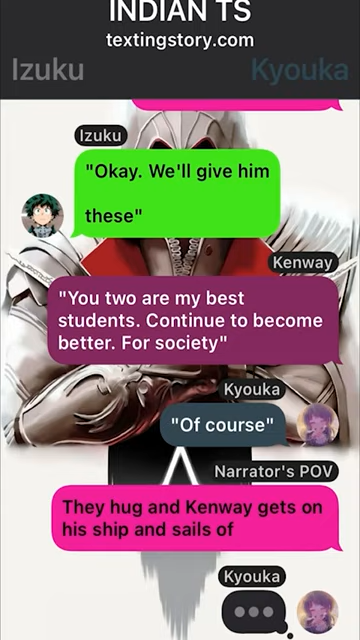 INDIAN TS
textingstory.com
Izuku Kyouka
Izuku
"Okay. We'll give him
these"
Kenway
"You two are my best
students. Continue to become
better. For society"
Kyouka
"Of course"
Narrator's POV
They hug and Kenway gets on
his ship and sails of
Kyouka